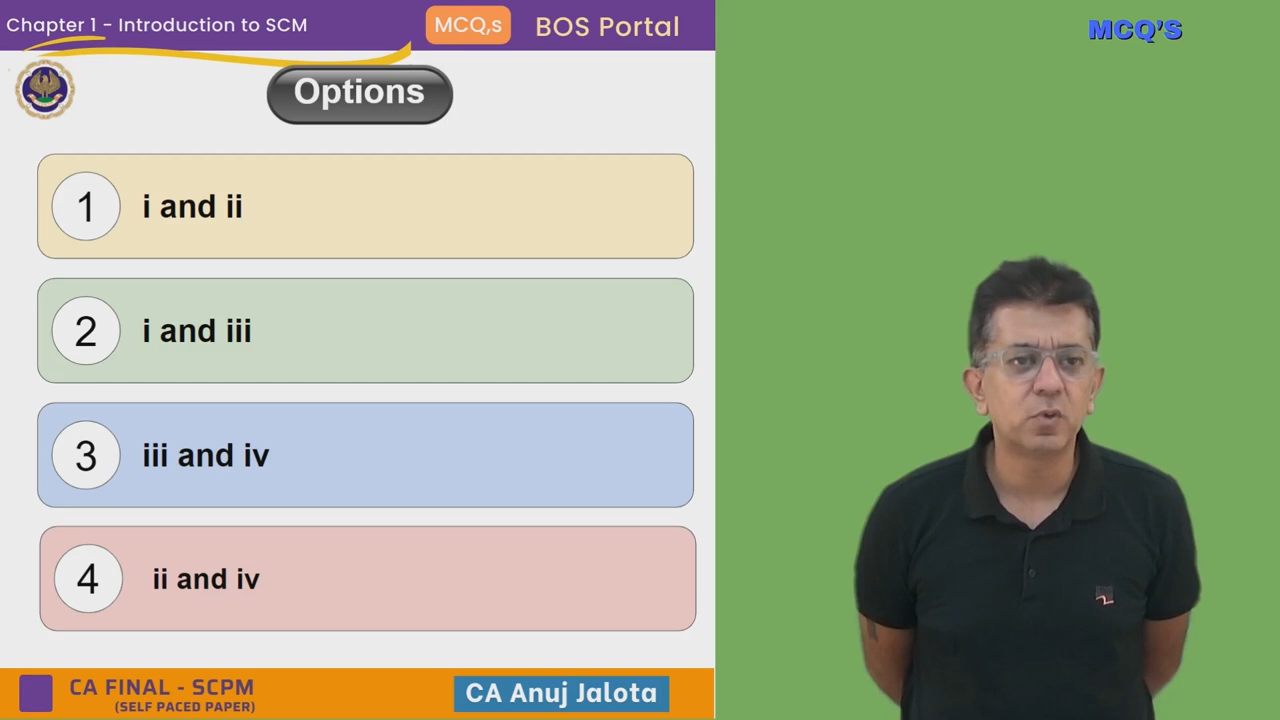 Chapter 1 - Introduction to SCM
MCQ,s
BOS Portal
MCQ'S
Options
1 i and ii
2 i and iii
3 iii and iv
4 ii and iv
CA FINAL - SCPM
(SELF PACED PAPER)
CA Anuj Jalota